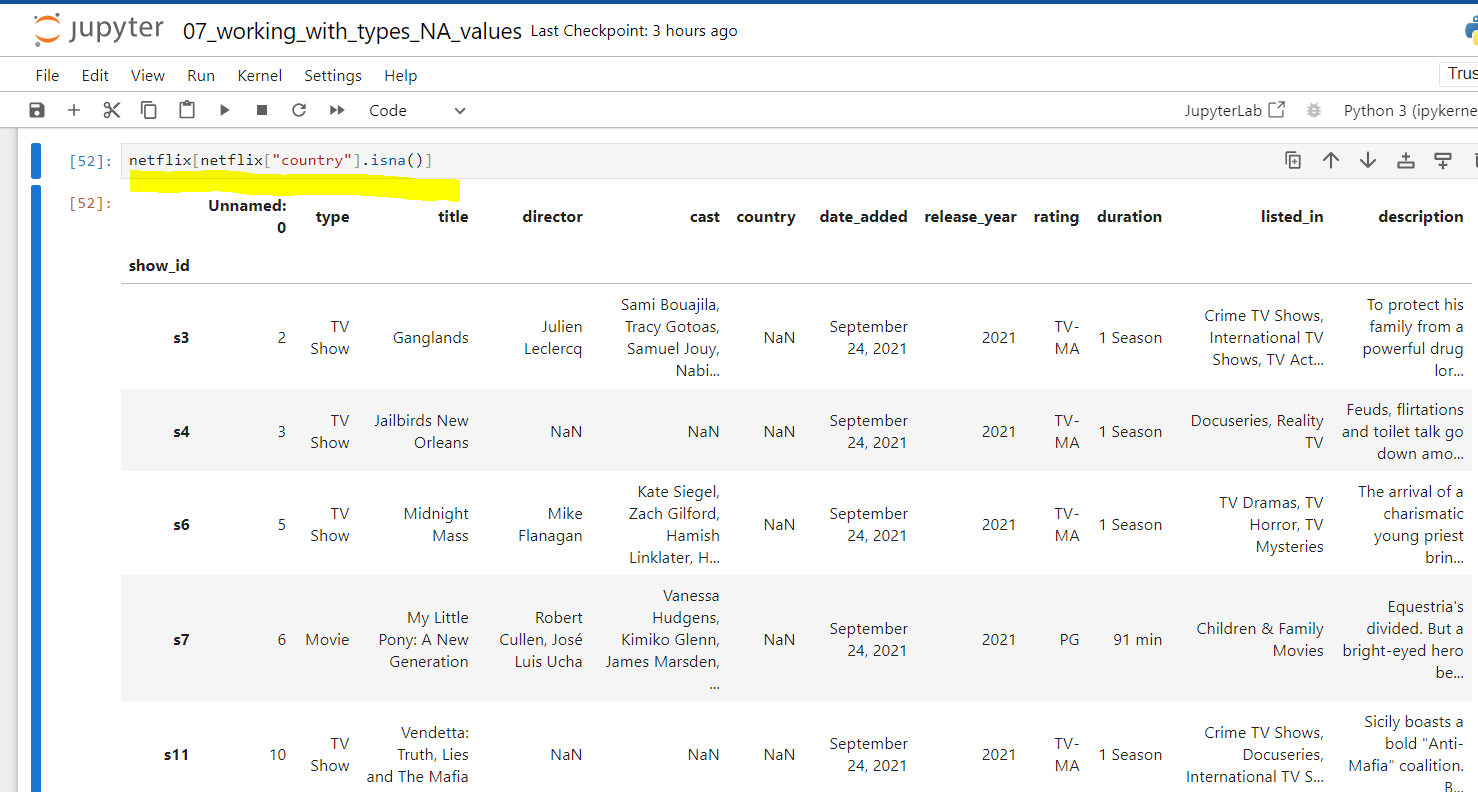 jupyter 07_working_with_types_NA_values Last Checkpoint: 3 hours ago
File Edit View Run Kernel Settings Help
Trus
Code JupyterLab Python 3 (ipykerne
[52]: netflix[netflix["country"].isna()]
[52]: Unnamed: 0 type title director cast country date_added release_year rating duration listed_in description
show_id
s3 2 TV Show Ganglands Julien Leclercq Sami Bouajila, Tracy Gotoas, Samuel Jouy, Nabi... NaN September 24, 2021 2021 TV-MA 1 Season Crime TV Shows, International TV Shows, TV Act... To protect his family from a powerful drug lor...
s4 3 TV Show Jailbirds New Orleans NaN NaN NaN September 24, 2021 2021 TV-MA 1 Season Docuseries, Reality TV Feuds, flirtations and toilet talk go down amo...
s6 5 TV Show Midnight Mass Mike Flanagan Kate Siegel, Zach Gilford, Hamish Linklater, H... NaN September 24, 2021 2021 TV-MA 1 Season TV Dramas, TV Horror, TV Mysteries The arrival of a charismatic young priest brin...
s7 6 Movie My Little Pony: A New Generation Robert Cullen, José Luis Ucha Vanessa Hudgens, Kimiko Glenn, James Marsden, ... NaN September 24, 2021 2021 PG 91 min Children & Family Movies Equestria's divided. But a bright-eyed hero be...
s11 10 TV Show Vendetta: Truth, Lies and The Mafia NaN NaN NaN September 24, 2021 2021 TV-MA 1 Season Crime TV Shows, Docuseries, International TV S... Sicily boasts a bold "Anti-Mafia" coalition. B...